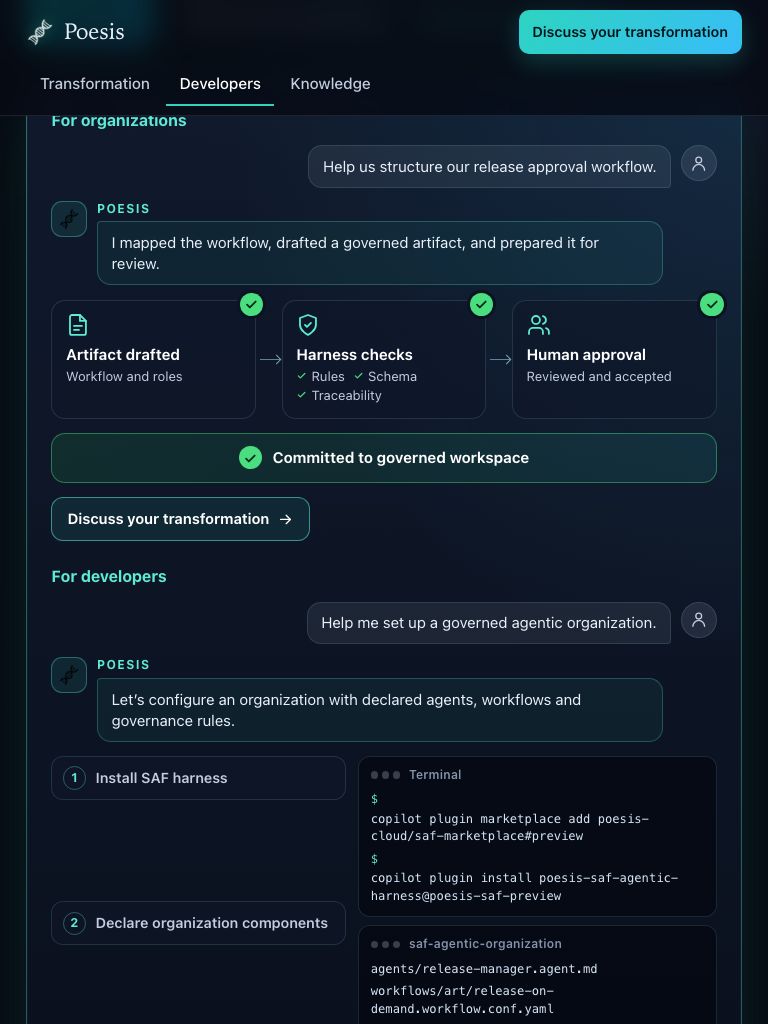 Poesis
Discuss your transformation
Transformation
Developers
Knowledge
For organizations
Help us structure our release approval workflow.
POESIS
I mapped the workflow, drafted a governed artifact, and prepared it for
review.
Artifact drafted
Workflow and roles
Harness checks
Rules
Schema
Traceability
Human approval
Reviewed and accepted
Committed to governed workspace
Discuss your transformation →
For developers
Help me set up a governed agentic organization.
POESIS
Let’s configure an organization with declared agents, workflows and
governance rules.
1 Install SAF harness
Terminal
$
copilot plugin marketplace add poesis-
cloud/saf-marketplace#preview
$
copilot plugin install poesis-saf-agentic-
harness@poesis-saf-preview
2 Declare organization components
saf-agentic-organization
agents/release-manager.agent.md
workflows/art/release-on-
demand.workflow.conf.yaml